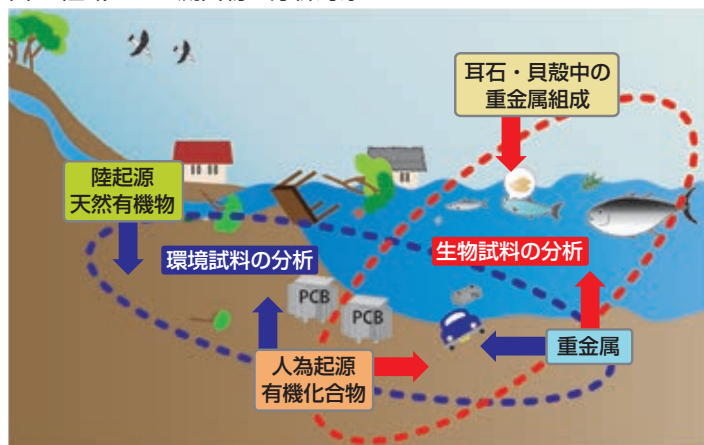 耳石・貝殻中の
重金属組成
陸起源
天然有機物
環境試料の分析
生物試料の分析
PCB
PCB
重金属
人為起源
有機化合物